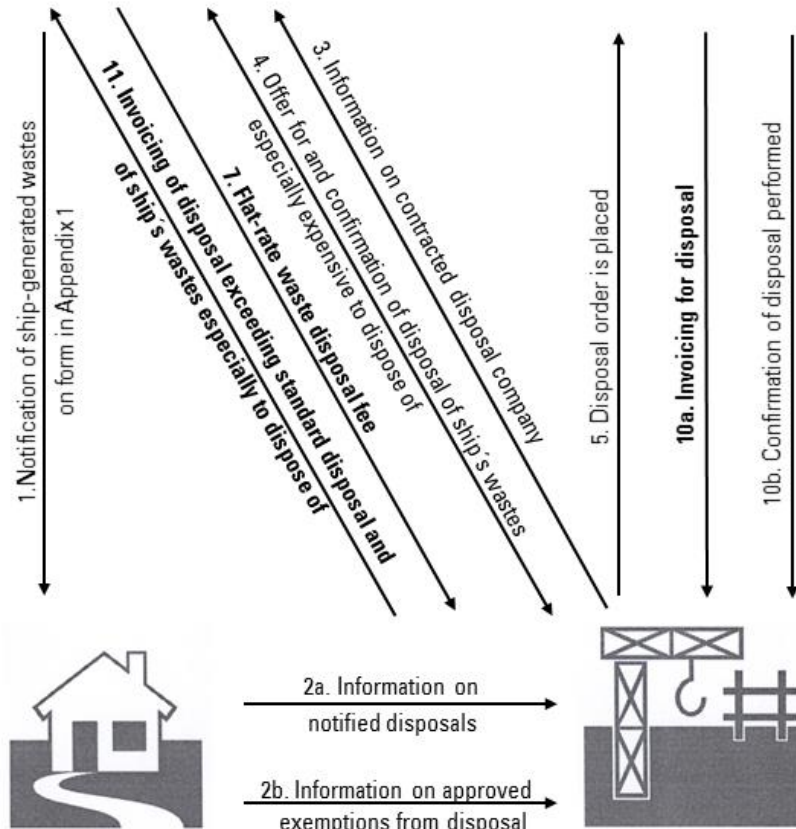 1.Notification of ship-generated wastes
on form in Appendix 1
11. Invoicing of disposal exceeding standard disposal and
of ship´s wastes especially to dispose of
7. Flat-rate waste disposal fee
4. Offer for and confirmation of disposal of ship´s wastes
especially expensive to dispose of
3. Information on contracted disposal company
5. Disposal order is placed
10a. Invoicing for disposal
10b. Confirmation of disposal performed
2a. Information on
notified disposals
2b. Information on approved
exemptions from disposal